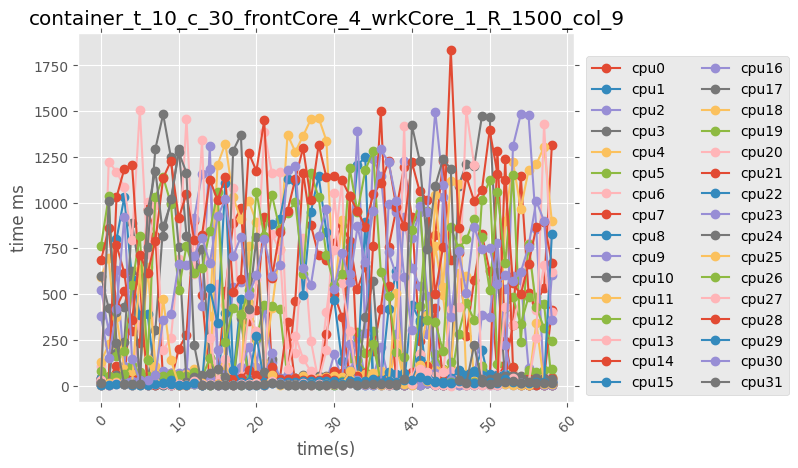 container_t_10_c_30_frontCore_4_wrkCore_1_R_1500_col_9
time ms
1750
1500
1250
1000
750
500
250
0
0
10
20
30
40
50
60
time(s)
cpu0
cpu1
cpu2
cpu3
cpu4
cpu5
cpu6
cpu7
cpu8
cpu9
cpu10
cpu11
cpu12
cpu13
cpu14
cpu15
cpu16
cpu17
cpu18
cpu19
cpu20
cpu21
cpu22
cpu23
cpu24
cpu25
cpu26
cpu27
cpu28
cpu29
cpu30
cpu31